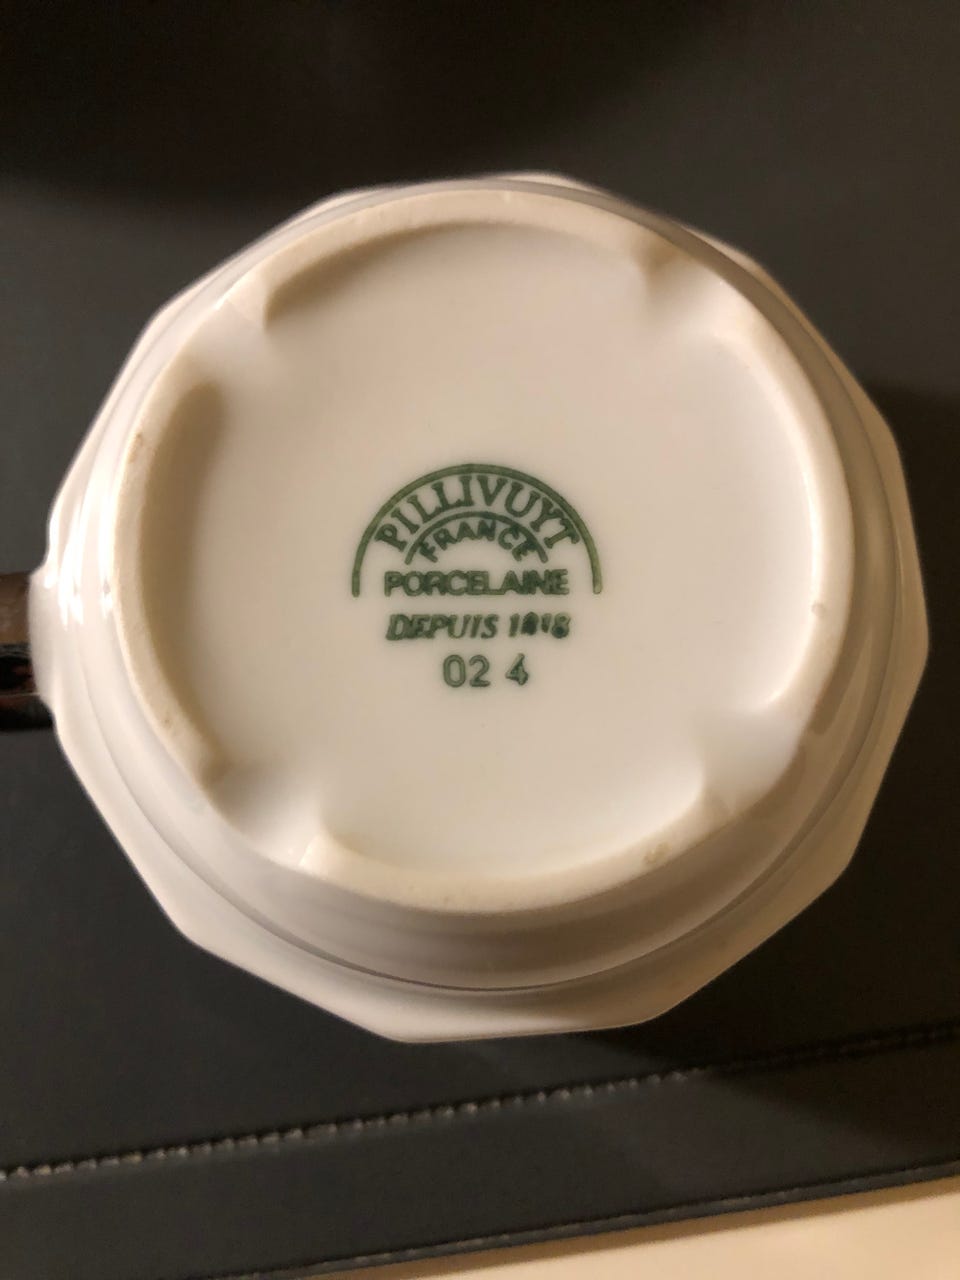 PILLIVUYT
FRANCE
PORCELAINE
DEPUIS 1818
02 4